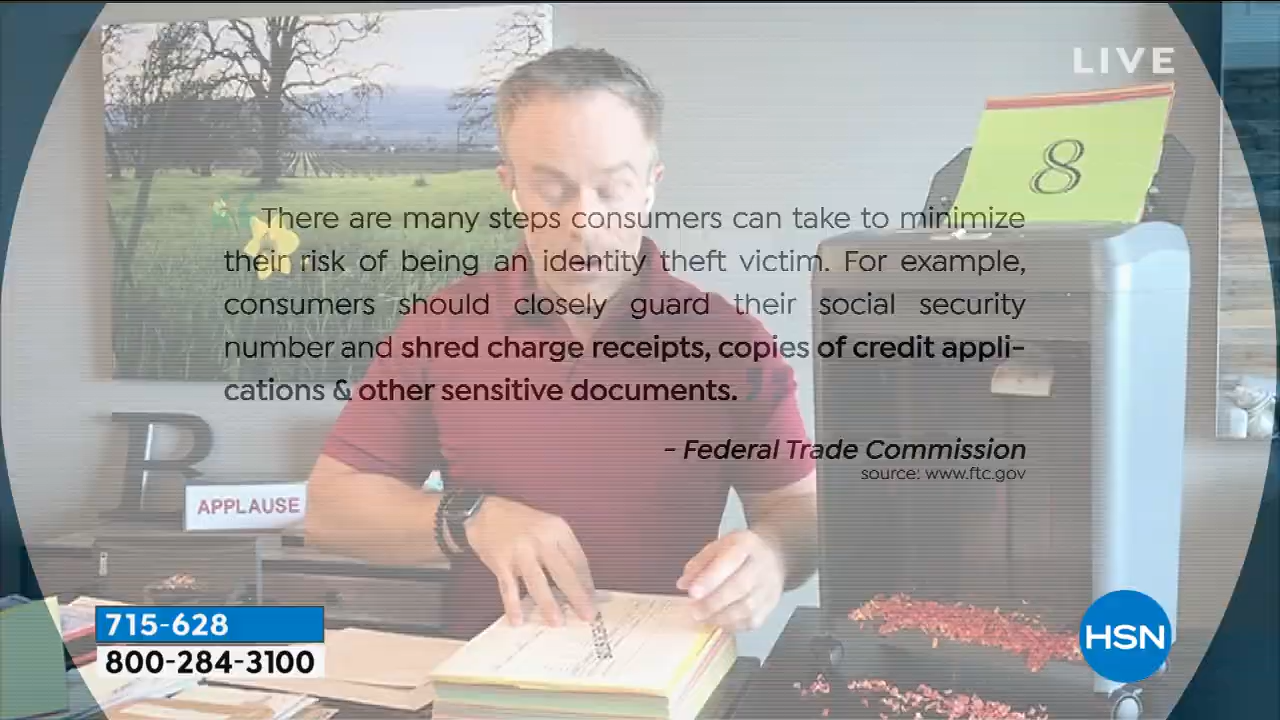 LIVE
8
There are many steps consumers can take to minimize
their risk of being an identity theft victim. For example,
consumers should closely guard their social security
number and shred charge receipts, copies of credit appli-
cations & other sensitive documents.”
- Federal Trade Commission
source: www.ftc.gov
B
APPLAUSE
715-628
800-284-3100
HSN